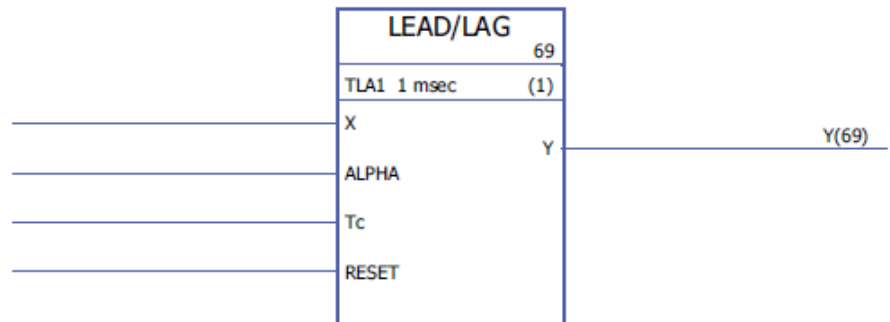 LEAD/LAG
69
TLA1 1 msec (1)
X
Y
Y(69)
ALPHA
Tc
RESET